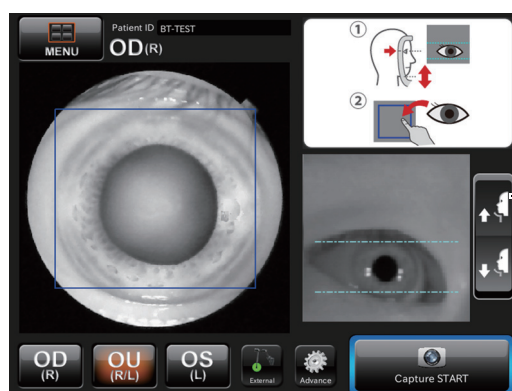 Patient ID BT-TEST
MENU
OD(R)
①
②
OD
(R)
OU
(R/L)
OS
(L)
External
Advance
Capture START